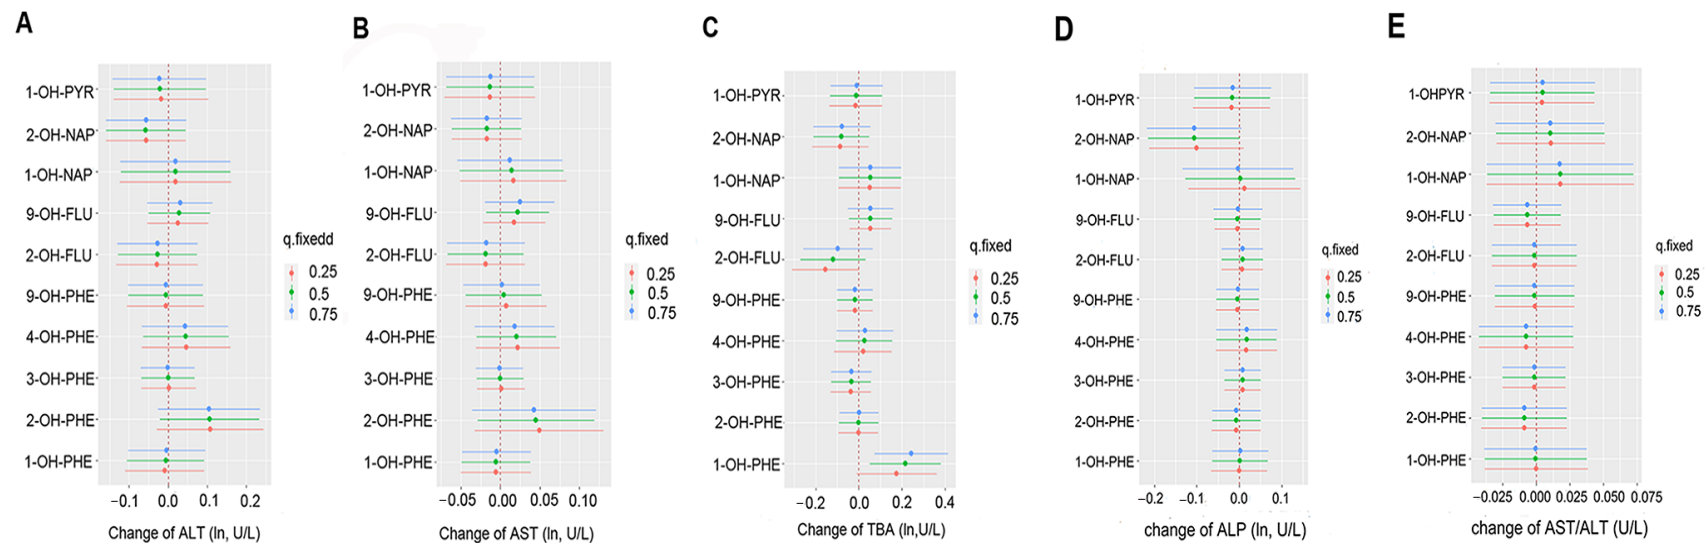 A
1-OH-PYR
2-OH-NAP
1-OH-NAP
9-OH-FLU
2-OH-FLU
9-OH-PHE
4-OH-PHE
3-OH-PHE
2-OH-PHE
1-OH-PHE
−0.1 0.0 0.1 0.2
Change of ALT (ln, U/L)
q.fixedd
0.25
0.5
0.75
B
1-OH-PYR
2-OH-NAP
1-OH-NAP
9-OH-FLU
2-OH-FLU
9-OH-PHE
4-OH-PHE
3-OH-PHE
2-OH-PHE
1-OH-PHE
−0.05 0.00 0.05 0.10
Change of AST (ln, U/L)
q.fixed
0.25
0.5
0.75
C
1-OH-PYR
2-OH-NAP
1-OH-NAP
9-OH-FLU
2-OH-FLU
9-OH-PHE
4-OH-PHE
3-OH-PHE
2-OH-PHE
1-OH-PHE
−0.2 0.0 0.2 0.4
Change of TBA (ln,U/L)
q.fixed
0.25
0.5
0.75
D
1-OH-PYR
2-OH-NAP
1-OH-NAP
9-OH-FLU
2-OH-FLU
9-OH-PHE
4-OH-PHE
3-OH-PHE
2-OH-PHE
1-OH-PHE
−0.2 −0.1 0.0 0.1
change of ALP (ln, U/L)
q.fixed
0.25
0.5
0.75
E
1-OHPYR
2-OH-NAP
1-OH-NAP
9-OH-FLU
2-OH-FLU
9-OH-PHE
4-OH-PHE
3-OH-PHE
2-OH-PHE
1-OH-PHE
−0.025 0.000 0.025 0.050 0.075
change of AST/ALT (U/L)
q.fixed
0.25
0.5
0.75